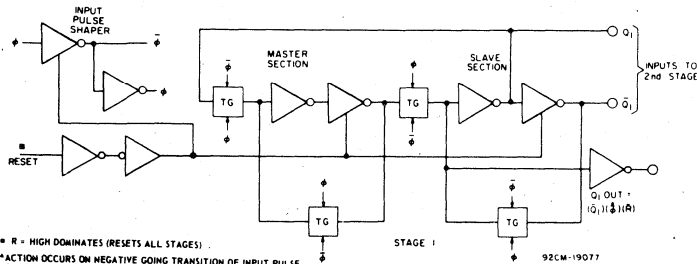 INPUT
PULSE
SHAPER
ϕ
ϕ̄
ϕ
RESET
MASTER
SECTION
SLAVE
SECTION
ϕ̄
TG
ϕ
ϕ
TG
ϕ̄
ϕ
TG
ϕ̄
ϕ̄
TG
ϕ
Q1
Q̄1
INPUTS TO
2nd STAGE
Q1 OUT =
(Q̄1)(ϕ)(R̄)
STAGE 1
92CM-19077
■ R = HIGH DOMINATES (RESETS ALL STAGES)
*ACTION OCCURS ON NEGATIVE GOING TRANSITION OF INPUT PULSE